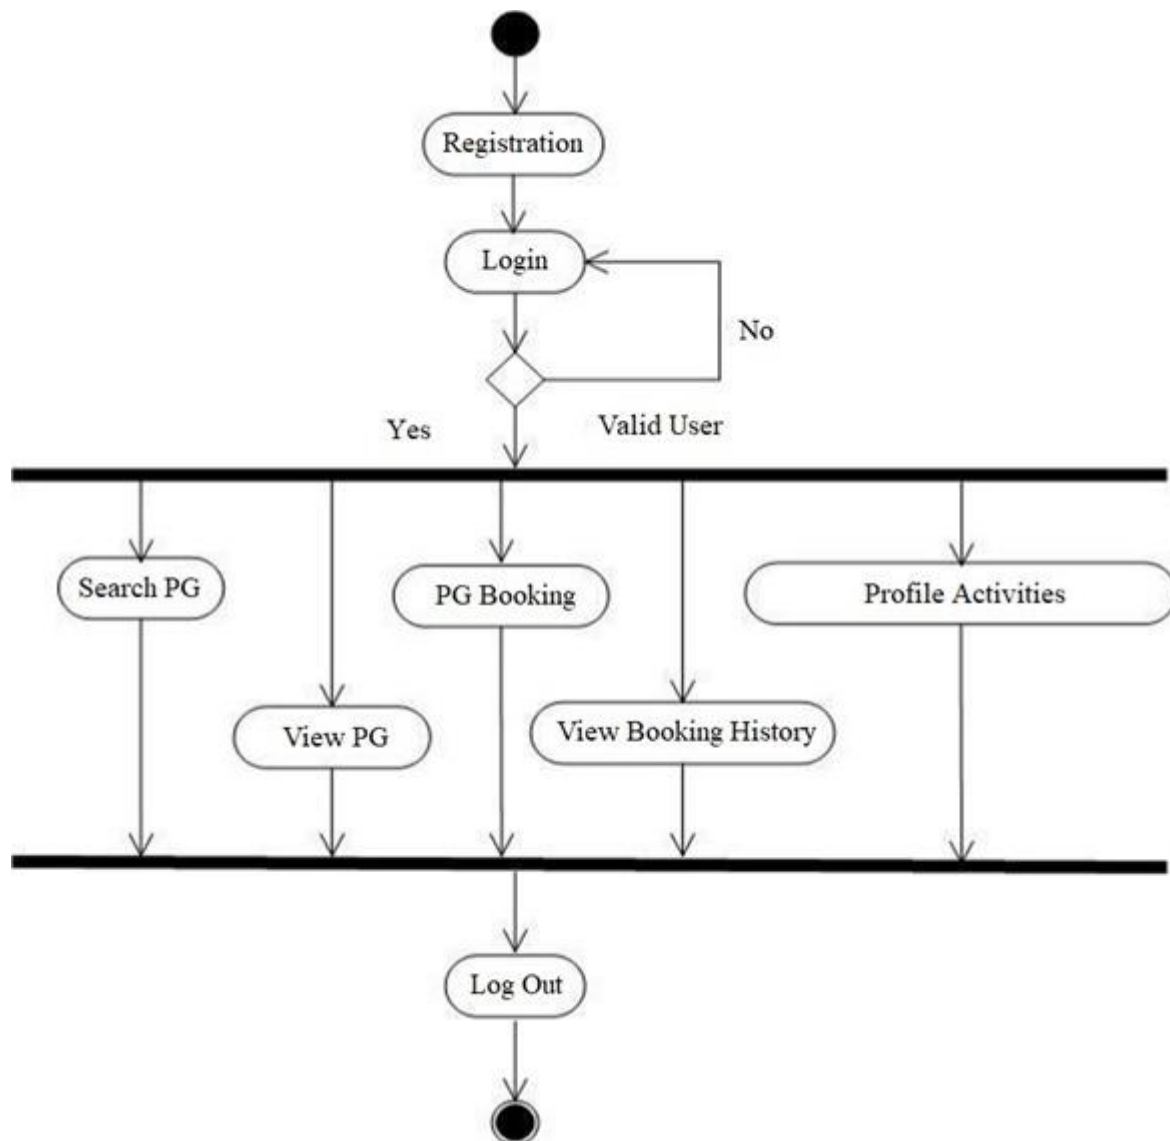 Registration
Login
No
Yes
Valid User
Search PG
PG Booking
Profile Activities
View PG
View Booking History
Log Out